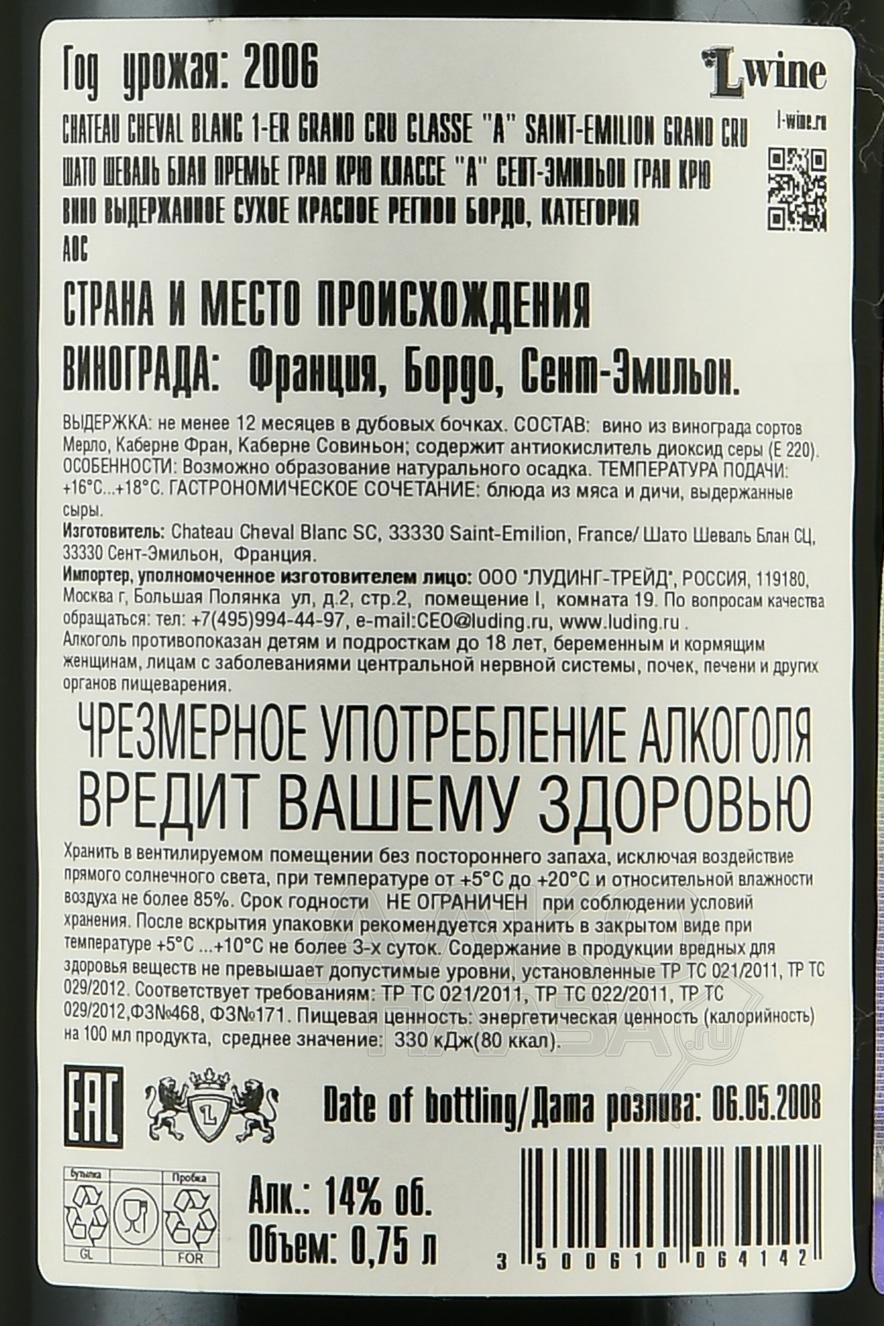 Год урожая: 2006
Lwine
l-wine.ru
CHATEAU CHEVAL BLANC 1-ER GRAND CRU CLASSE "A" SAINT-EMILION GRAND CRU
ШАТО ШЕВАЛЬ БЛАН ПРЕМЬЕ ГРАН КРЮ КЛАССЕ "А" СЕНТ-ЭМИЛЬОН ГРАН КРЮ
ВИНО ВЫДЕРЖАННОЕ СУХОЕ КРАСНОЕ РЕГИОН БОРДО, КАТЕГОРИЯ
АОС
СТРАНА И МЕСТО ПРОИСХОЖДЕНИЯ
ВИНОГРАДА: Франция, Бордо, Сент-Эмильон.
ВЫДЕРЖКА: не менее 12 месяцев в дубовых бочках. СОСТАВ: вино из винограда сортов
Мерло, Каберне Фран, Каберне Совиньон; содержит антиокислитель диоксид серы (Е 220).
ОСОБЕННОСТИ: Возможно образование натурального осадка. ТЕМПЕРАТУРА ПОДАЧИ:
+16°С...+18°С. ГАСТРОНОМИЧЕСКОЕ СОЧЕТАНИЕ: блюда из мяса и дичи, выдержанные
сыры.
Изготовитель: Chateau Cheval Blanc SC, 33330 Saint-Emilion, France/ Шато Шеваль Блан СЦ,
33330 Сент-Эмильон, Франция.
Импортер, уполномоченное изготовителем лицо: ООО "ЛУДИНГ-ТРЕЙД", РОССИЯ, 119180,
Москва г, Большая Полянка ул, д.2, стр.2, помещение I, комната 19. По вопросам качества
обращаться: тел: +7(495)994-44-97, e-mail:CEO@luding.ru, www.luding.ru .
Алкоголь противопоказан детям и подросткам до 18 лет, беременным и кормящим
женщинам, лицам с заболеваниями центральной нервной системы, почек, печени и других
органов пищеварения.
ЧРЕЗМЕРНОЕ УПОТРЕБЛЕНИЕ АЛКОГОЛЯ
ВРЕДИТ ВАШЕМУ ЗДОРОВЬЮ
Хранить в вентилируемом помещении без постороннего запаха, исключая воздействие
прямого солнечного света, при температуре от +5°С до +20°С и относительной влажности
воздуха не более 85%. Срок годности НЕ ОГРАНИЧЕН при соблюдении условий
хранения. После вскрытия упаковки рекомендуется хранить в закрытом виде при
температуре +5°С ...+10°С не более 3-х суток. Содержание в продукции вредных для
здоровья веществ не превышает допустимые уровни, установленные ТР ТС 021/2011, ТР ТС
029/2012. Соответствует требованиям: ТР ТС 021/2011, ТР ТС 022/2011, ТР ТС
029/2012,ФЗ№468, ФЗ№171. Пищевая ценность: энергетическая ценность (калорийность)
на 100 мл продукта, среднее значение: 330 кДж(80 ккал).
ЕАС
L
Date of bottling/Дата розлива: 06.05.2008
бутылка
Пробка
GL
FOR
Алк.: 14% об.
Объем: 0,75 л
3 500610 064142